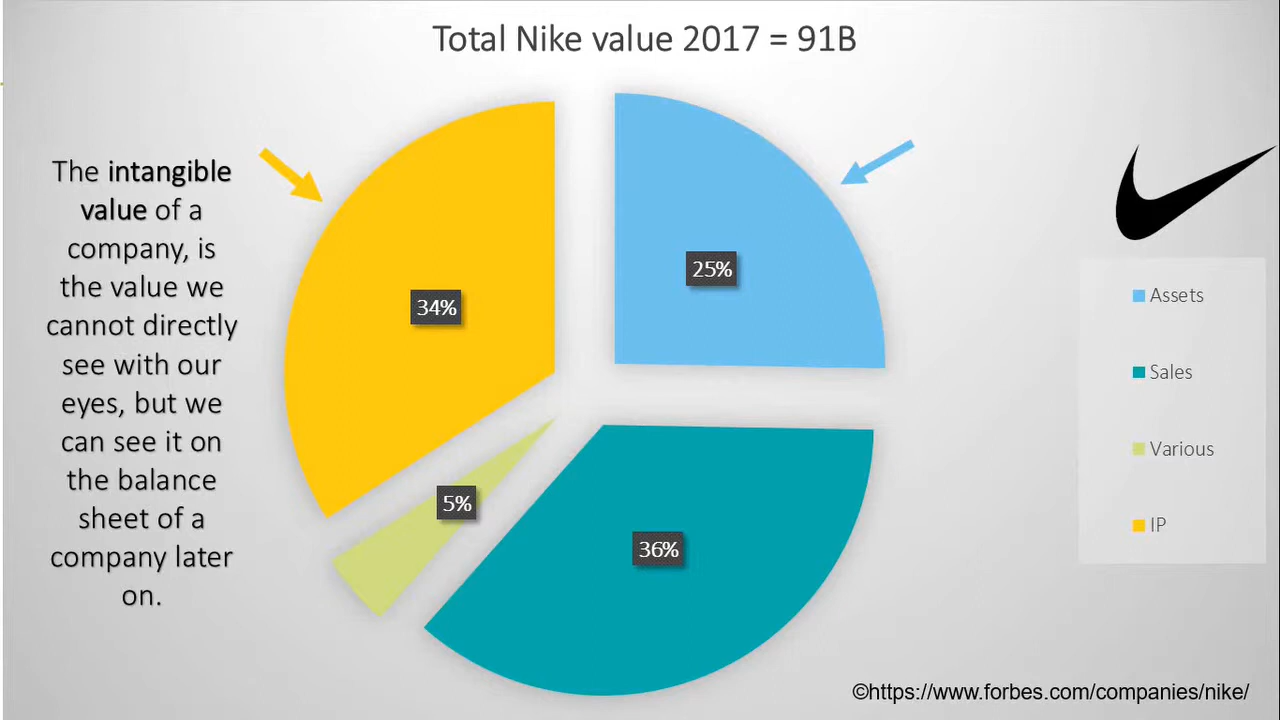 Total Nike value 2017 = 91B
The intangible
value of a
company, is
the value we
cannot directly
see with our
eyes, but we
can see it on
the balance
sheet of a
company later
on.
34%
25%
5%
36%
Assets
Sales
Various
IP
©https://www.forbes.com/companies/nike/